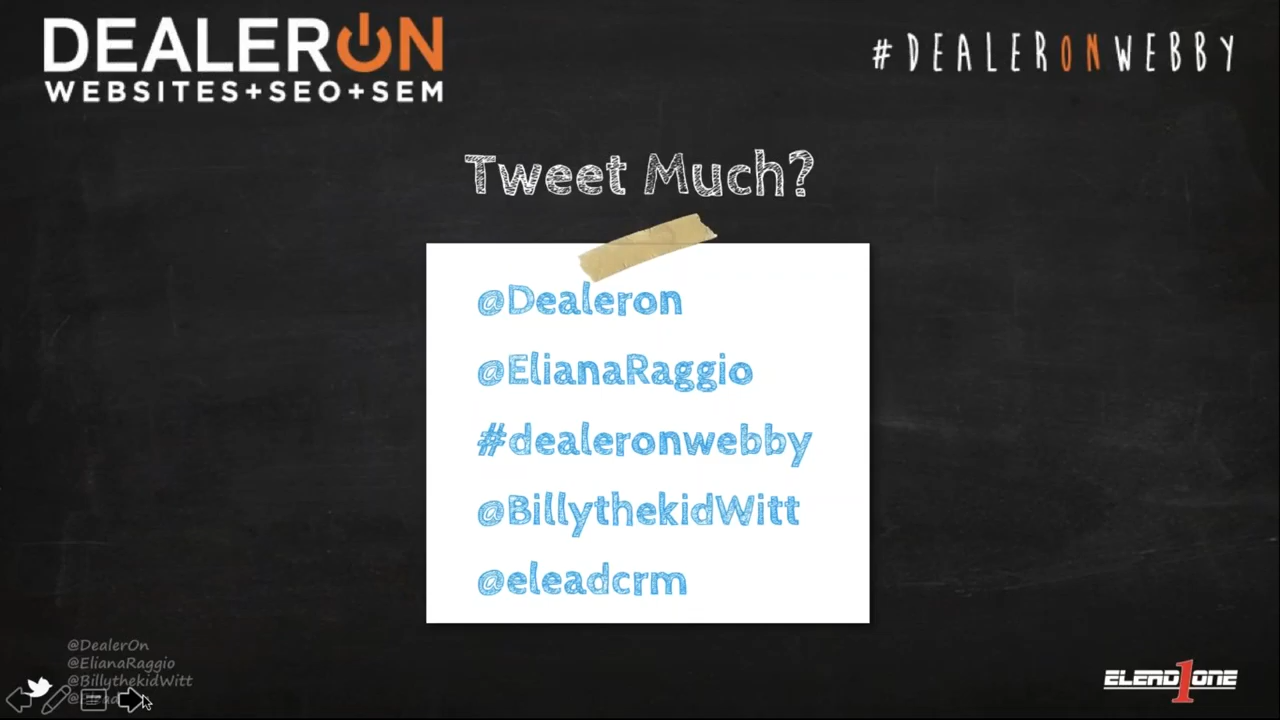 DEALERON
WEBSITES+SEO+SEM
#DEALERONWEBBY
Tweet Much?
@Dealeron
@ElianaRaggio
#dealeronwebby
@BillythekidWitt
@eleadcrm
@DealerOn
@ElianaRaggio
@BillythekidWitt
ELEAD1ONE